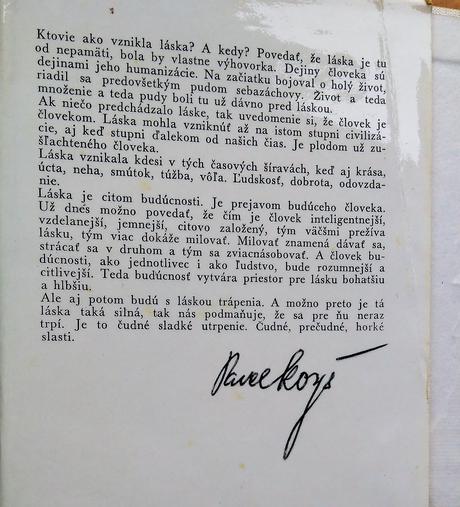 Ktovie ako vznikla láska? A kedy? Povedať, že láska je tu
od nepamäti, bola by vlastne výhovorka. Dejiny človeka sú
dejinami jeho humanizácie. Na začiatku bojoval o holý život,
riadil sa predovšetkým pudom sebazáchovy. Život a teda
množenie a teda pudy boli tu už dávno pred láskou.
Ak niečo predchádzalo láske, tak uvedomenie si, že človek je
človekom. Láska mohla vzniknúť až na istom stupni civilizá-
cie, aj keď stupni ďalekom od našich čias. Je plodom už zu-
šľachteného človeka.
Láska vznikala kdesi v tých časových šíravách, keď aj krása,
úcta, neha, smútok, túžba, vôľa. Ľudskosť, dobrota, odovzda-
nie.
Láska je citom budúcnosti. Je prejavom budúceho človeka.
Už dnes možno povedať, že čím je človek inteligentnejší,
vzdelanejší, jemnejší, citovo založený, tým väčšmi prežíva
lásku, tým viac dokáže milovať. Milovať znamená dávať sa,
strácať sa v druhom a tým sa zviacnásobovať. A človek bu-
dúcnosti, ako jednotlivec i ako ľudstvo, bude rozumnejší a
citlivejší. Teda budúcnosť vytvára priestor pre lásku bohatšiu
a hlbšiu.
Ale aj potom budú s láskou trápenia. A možno preto je tá
láska taká silná, tak nás podmaňuje, že sa pre ňu neraz
trpí. Je to čudné sladké utrpenie. Čudné, prečudné, horké
slasti.
Pavel Koyš